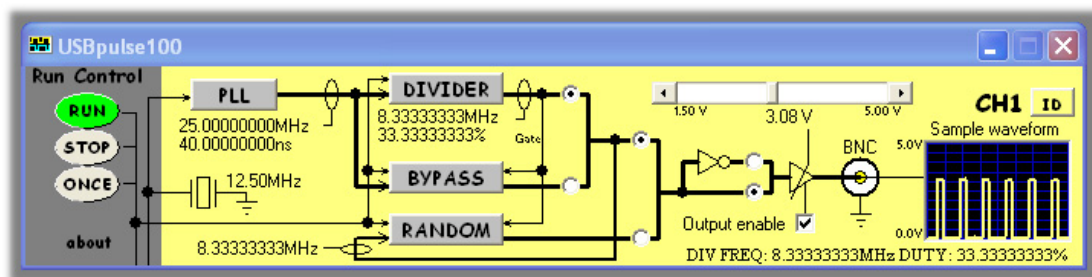 USBpulse100
Run Control
RUN
STOP
ONCE
about
PLL
25.00000000MHz
40.00000000ns
12.50MHz
8.33333333MHz
DIVIDER
8.33333333MHz
33.33333333%
Gate
BYPASS
RANDOM
1.50 V
5.00 V
3.08 V
Output enable
CH1
ID
BNC
Sample waveform
5.0V
0.0V
DIV FREQ: 8.33333333MHz DUTY: 33.33333333%